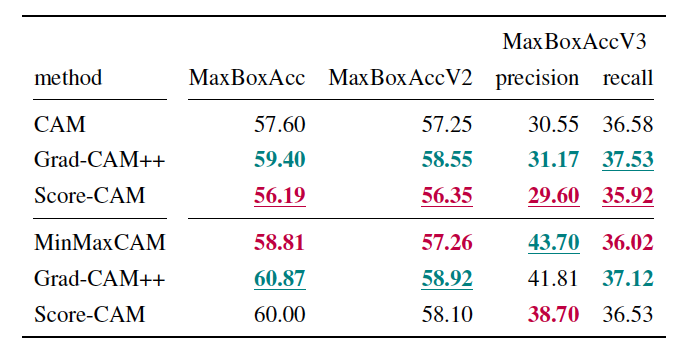 MaxBoxAccV3
method MaxBoxAcc MaxBoxAccV2 precision recall
CAM 57.60 57.25 30.55 36.58
Grad-CAM++ 59.40 58.55 31.17 37.53
Score-CAM 56.19 56.35 29.60 35.92
MinMaxCAM 58.81 57.26 43.70 36.02
Grad-CAM++ 60.87 58.92 41.81 37.12
Score-CAM 60.00 58.10 38.70 36.53